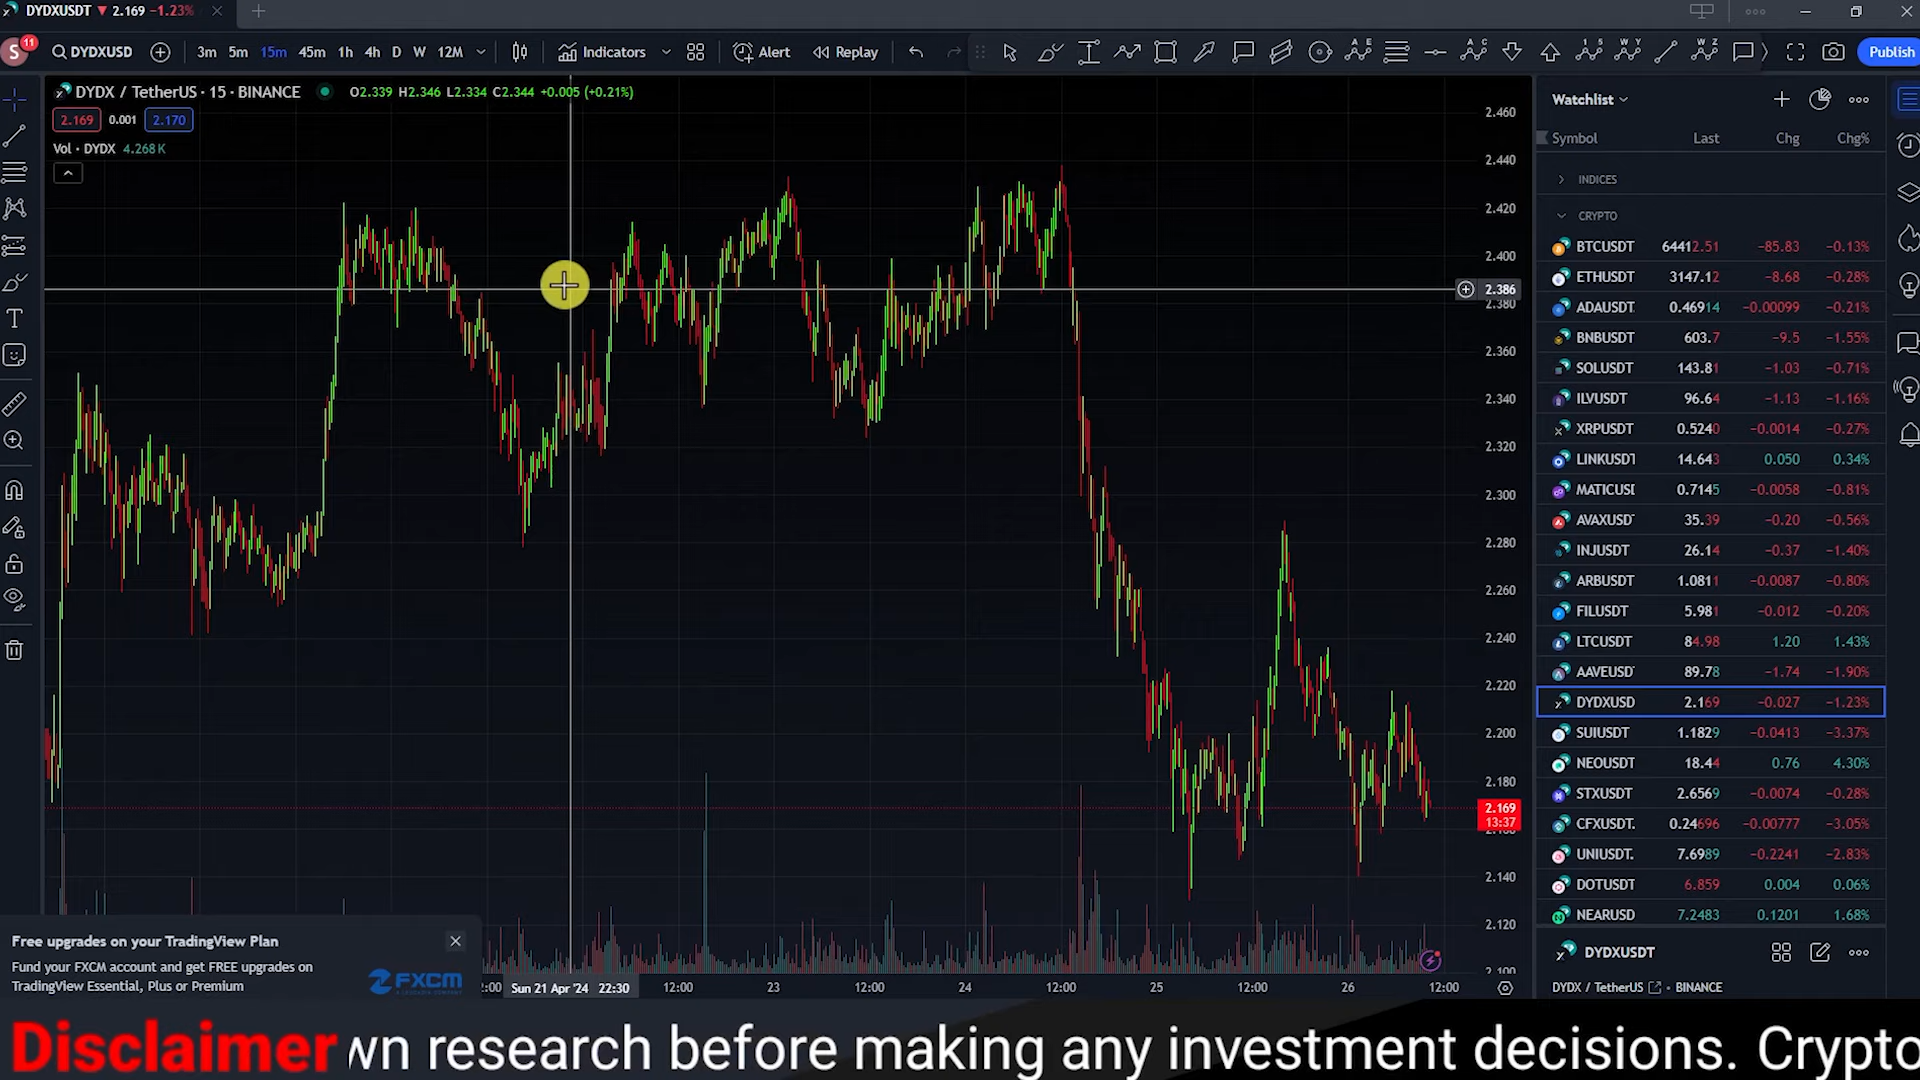 DYDXUSDT ▼ 2.169 −1.23%
S 11 DYDXUSD 3m 5m 15m 45m 1h 4h D W 12M Indicators Alert Replay Publish
DYDX / TetherUS · 15 · BINANCE O2.339 H2.346 L2.334 C2.344 +0.005 (+0.21%)
2.169 0.001 2.170
Vol · DYDX 4.268K
2.460
2.440
2.420
2.400
2.386
2.380
2.360
2.340
2.320
2.300
2.280
2.260
2.240
2.220
2.200
2.180
2.169
13:37
2.140
2.120
2.100
Watchlist
Symbol Last Chg Chg%
INDICES
CRYPTO
BTCUSDT 64412.51 −85.83 −0.13%
ETHUSDT 3147.12 −8.68 −0.28%
ADAUSDT 0.46914 −0.00099 −0.21%
BNBUSDT 603.7 −9.5 −1.55%
SOLUSDT 143.81 −1.03 −0.71%
ILVUSDT 96.64 −1.13 −1.16%
XRPUSDT 0.5240 −0.0014 −0.27%
LINKUSDT 14.643 0.050 0.34%
MATICUSD 0.7145 −0.0058 −0.81%
AVAXUSDT 35.39 −0.20 −0.56%
INJUSDT 26.14 −0.37 −1.40%
ARBUSDT 1.0811 −0.0087 −0.80%
FILUSDT 5.981 −0.012 −0.20%
LTCUSDT 84.98 1.20 1.43%
AAVEUSDT 89.78 −1.74 −1.90%
DYDXUSD 2.169 −0.027 −1.23%
SUIUSDT 1.1829 −0.0413 −3.37%
NEOUSDT 18.44 0.76 4.30%
STXUSDT 2.6569 −0.0074 −0.28%
CFXUSDT. 0.24696 −0.00777 −3.05%
UNIUSDT. 7.6989 −0.2241 −2.83%
DOTUSDT 6.859 0.004 0.06%
NEARUSD 7.2483 0.1201 1.68%
DYDXUSDT
DYDX / TetherUS BINANCE
Free upgrades on your TradingView Plan
Fund your FXCM account and get FREE upgrades on
TradingView Essential, Plus or Premium
FXCM
Sun 21 Apr '24 22:30 12:00 23 12:00 24 12:00 25 12:00 26 12:00
Disclaimer wn research before making any investment decisions. Crypto